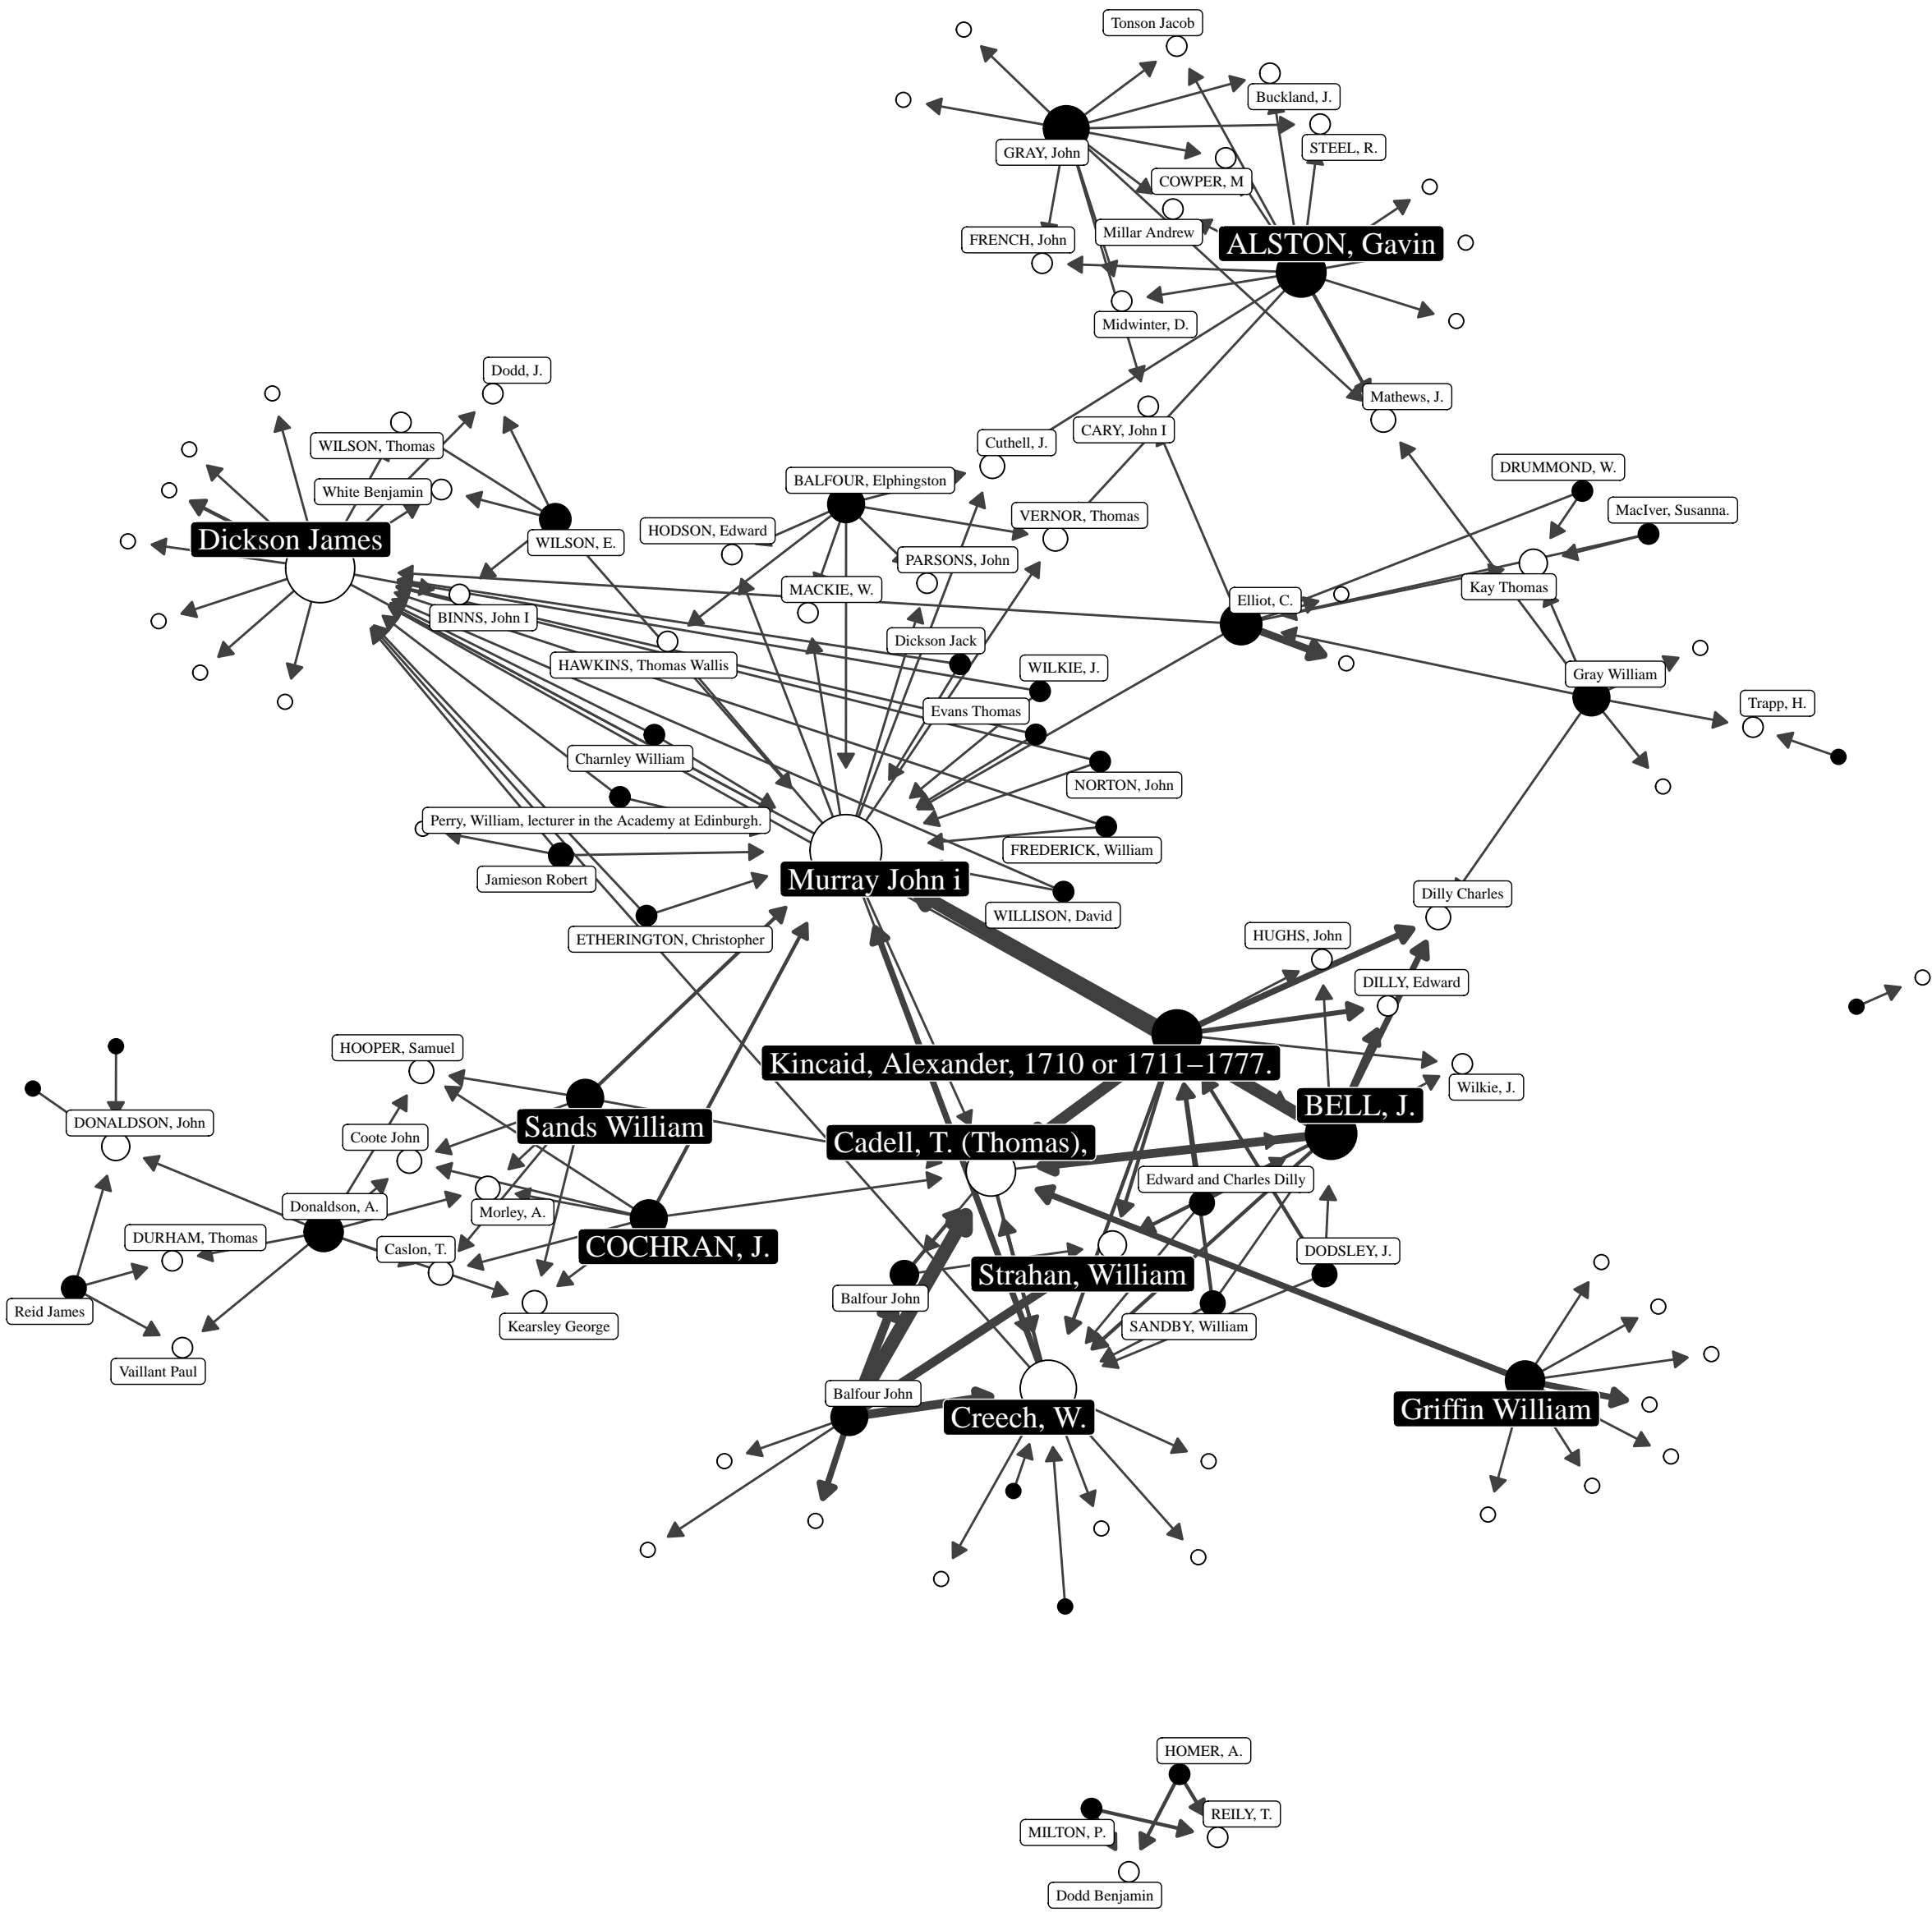 Tonson Jacob
Buckland, J.
STEEL, R.
GRAY, John
COWPER, M
Millar Andrew
FRENCH, John
ALSTON, Gavin
Midwinter, D.
Dodd, J.
Mathews, J.
CARY, John I
Cuthell, J.
WILSON, Thomas
White Benjamin
DRUMMOND, W.
BALFOUR, Elphingston
MacIver, Susanna.
VERNOR, Thomas
HODSON, Edward
Dickson James
WILSON, E.
PARSONS, John
MACKIE, W.
Kay Thomas
Elliot, C.
BINNS, John I
Dickson Jack
HAWKINS, Thomas Wallis
WILKIE, J.
Gray William
Trapp, H.
Evans Thomas
Charnley William
NORTON, John
Perry, William, lecturer in the Academy at Edinburgh.
FREDERICK, William
Jamieson Robert
Murray John i
Dilly Charles
WILLISON, David
HUGHS, John
ETHERINGTON, Christopher
DILLY, Edward
HOOPER, Samuel
Kincaid, Alexander, 1710 or 1711–1777.
Wilkie, J.
BELL, J.
DONALDSON, John
Sands William
Coote John
Cadell, T. (Thomas),
Edward and Charles Dilly
Donaldson, A.
Morley, A.
DURHAM, Thomas
Caslon, T.
COCHRAN, J.
DODSLEY, J.
Strahan, William
Balfour John
Reid James
Kearsley George
SANDBY, William
Vaillant Paul
Balfour John
Creech, W.
Griffin William
HOMER, A.
REILY, T.
MILTON, P.
Dodd Benjamin